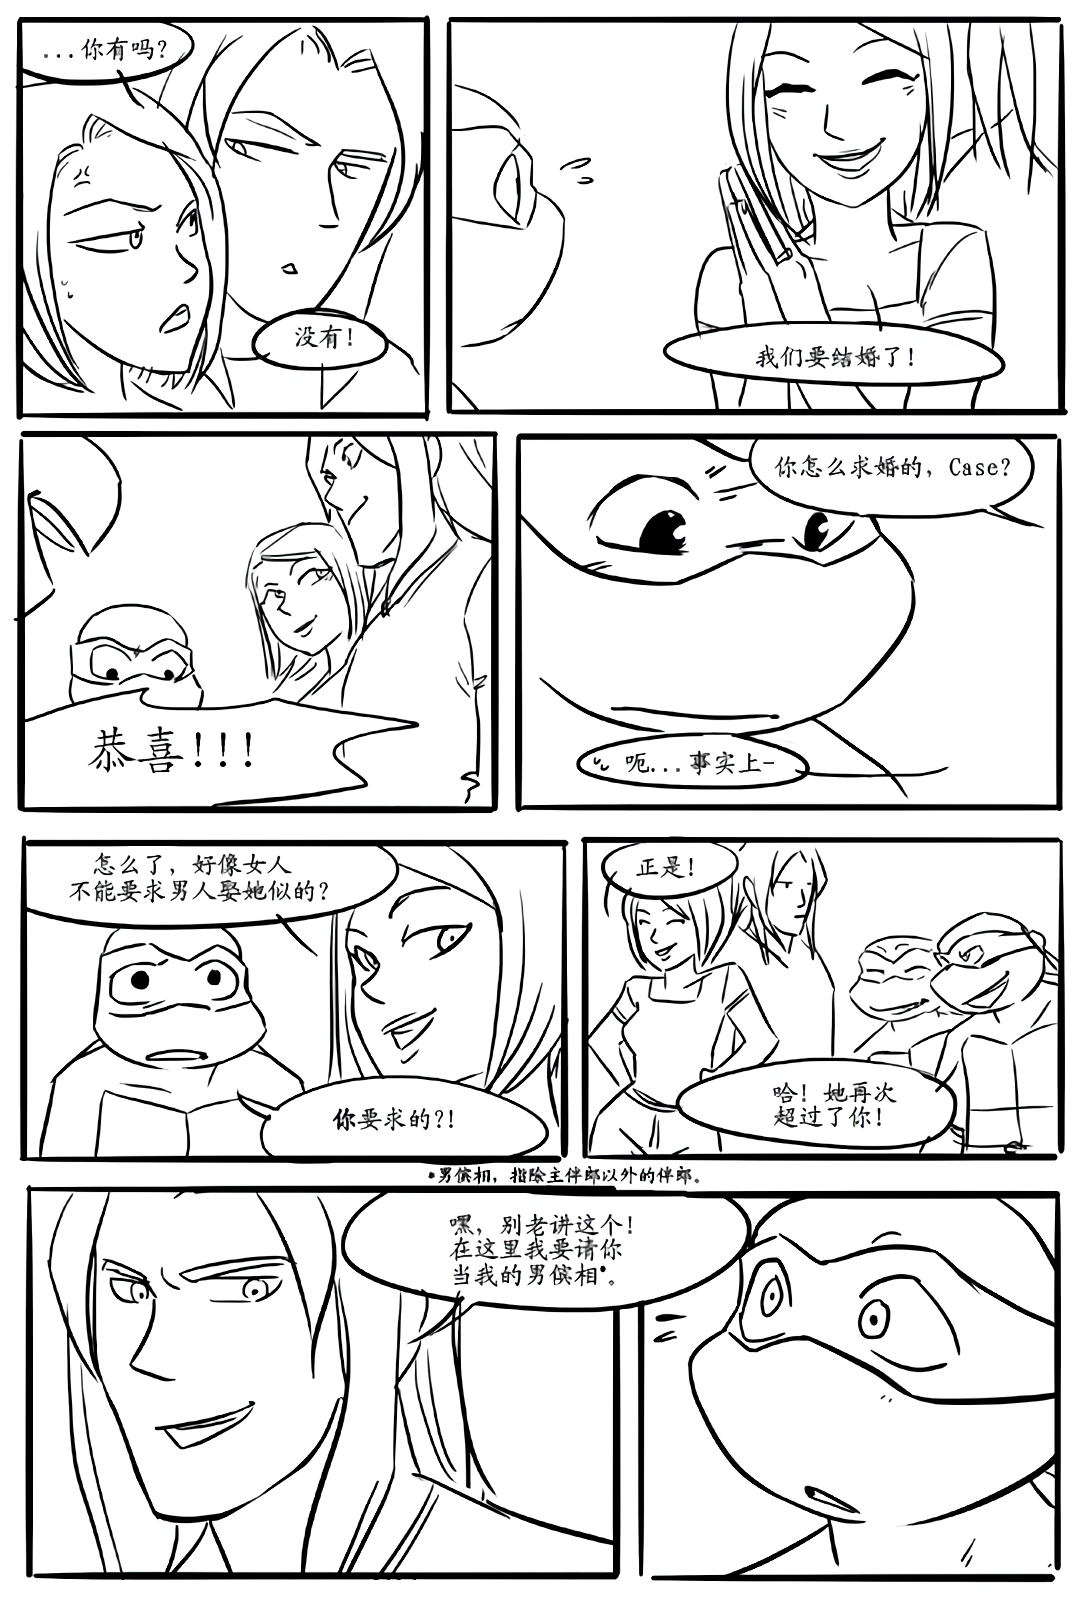 ...你有吗?
没有!
我们要结婚了!
恭喜!!!
你怎么求婚的，Case?
呃...事实上-
怎么了，好像女人
不能要求男人娶她似的?
你要求的?!
正是!
哈! 她再次
超过了你!
*男傧相，指除主伴郎以外的伴郎。
嘿，别老讲这个!
在这里我要请你
当我的男傧相*。